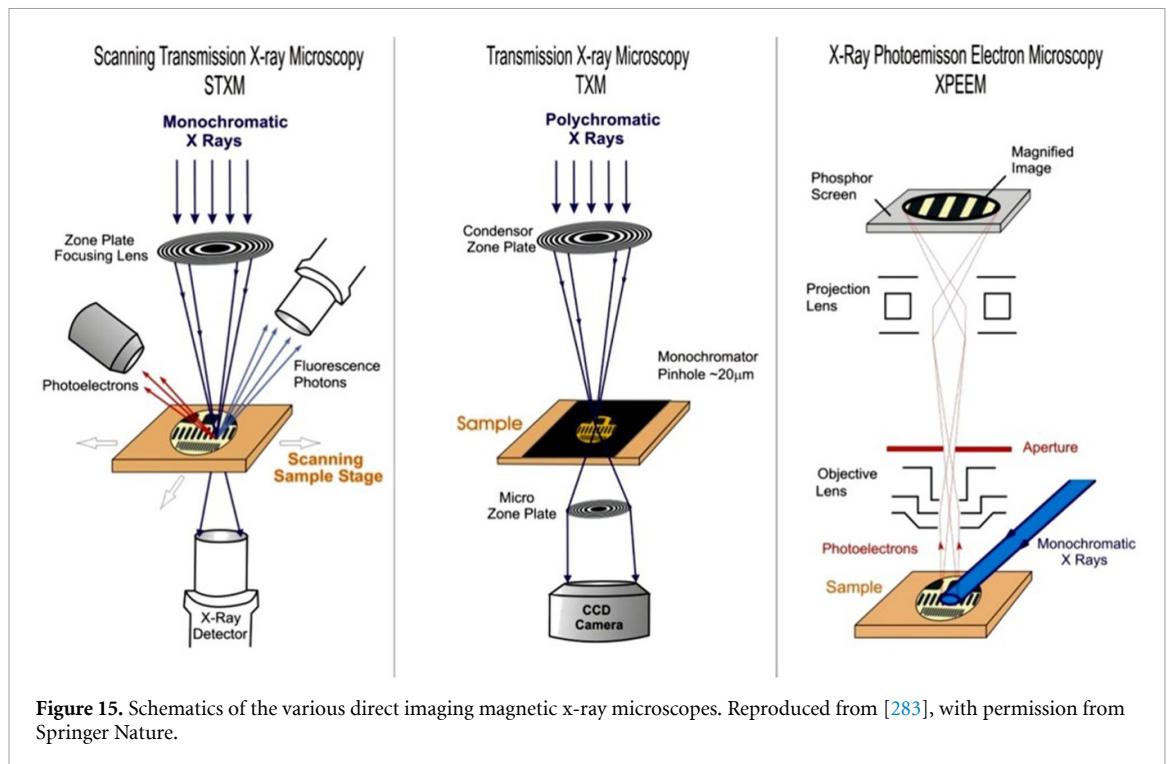 Scanning Transmission X-ray Microscopy
STXM
Monochromatic
X Rays
Zone Plate
Focusing Lens
Photoelectrons
Fluorescence
Photons
Scanning
Sample Stage
X-Ray
Detector
Transmission X-ray Microscopy
TXM
Polychromatic
X Rays
Condensor
Zone Plate
Monochromator
Pinhole ~20μm
Sample
Micro
Zone Plate
CCD
Camera
X-Ray Photoemisson Electron Microscopy
XPEEM
Magnified
Image
Phosphor
Screen
Projection
Lens
Aperture
Objective
Lens
Photoelectrons
Monochromatic
X Rays
Sample
Figure 15. Schematics of the various direct imaging magnetic x-ray microscopes. Reproduced from [283], with permission from
Springer Nature.